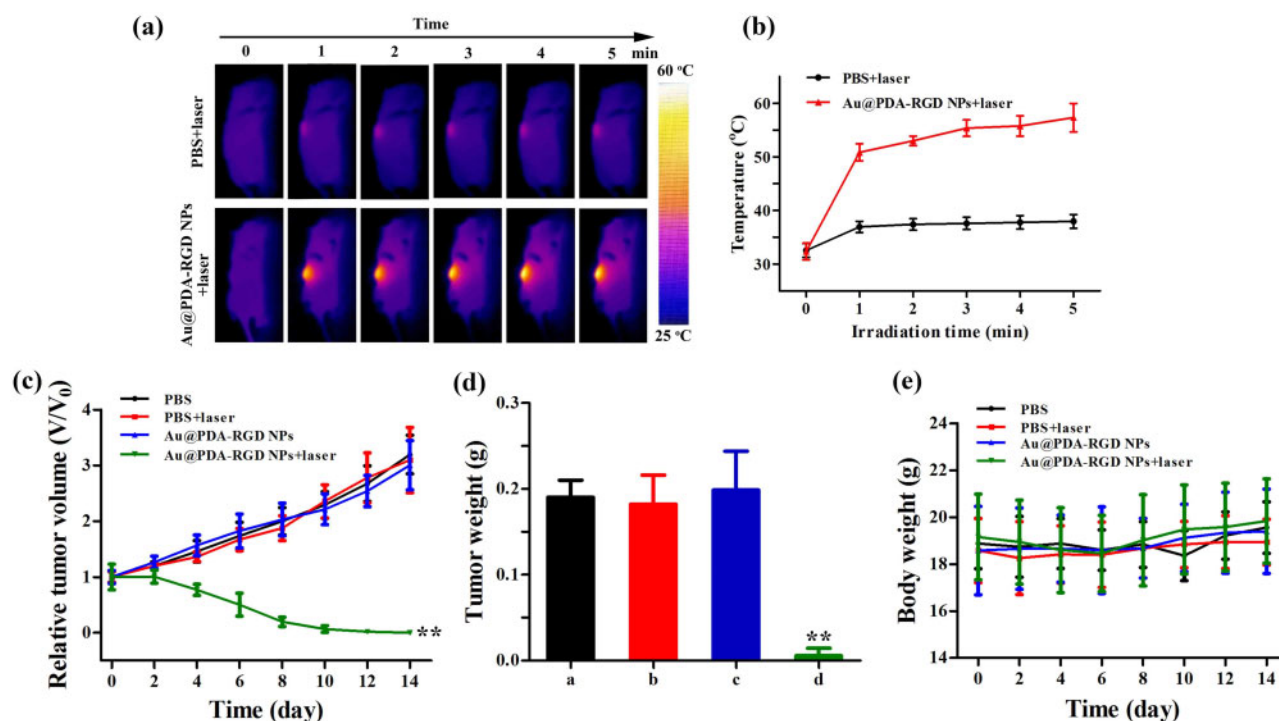 (a)
Time
0 1 2 3 4 5 min
PBS+laser
Au@PDA-RGD NPs
+laser
60 °C
25 °C
(b)
PBS+laser
Au@PDA-RGD NPs+laser
Temperature (°C)
60
50
40
30
0 1 2 3 4 5
Irradiation time (min)
(c)
PBS
PBS+laser
Au@PDA-RGD NPs
Au@PDA-RGD NPs+laser
Relative tumor volume (V/V₀)
4
3
2
1
0
**
0 2 4 6 8 10 12 14
Time (day)
(d)
Tumor weight (g)
0.3
0.2
0.1
0.0
**
a b c d
(e)
PBS
PBS+laser
Au@PDA-RGD NPs
Au@PDA-RGD NPs+laser
Body weight (g)
24
22
20
18
16
14
0 2 4 6 8 10 12 14
Time (day)